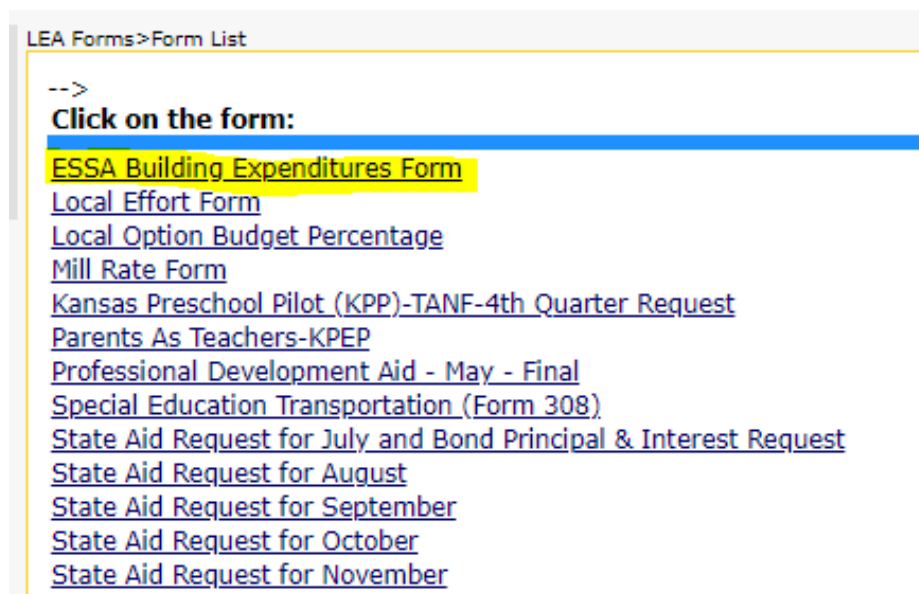 LEA Forms>Form List
-->
Click on the form:
ESSA Building Expenditures Form
Local Effort Form
Local Option Budget Percentage
Mill Rate Form
Kansas Preschool Pilot (KPP)-TANF-4th Quarter Request
Parents As Teachers-KPEP
Professional Development Aid - May - Final
Special Education Transportation (Form 308)
State Aid Request for July and Bond Principal & Interest Request
State Aid Request for August
State Aid Request for September
State Aid Request for October
State Aid Request for November